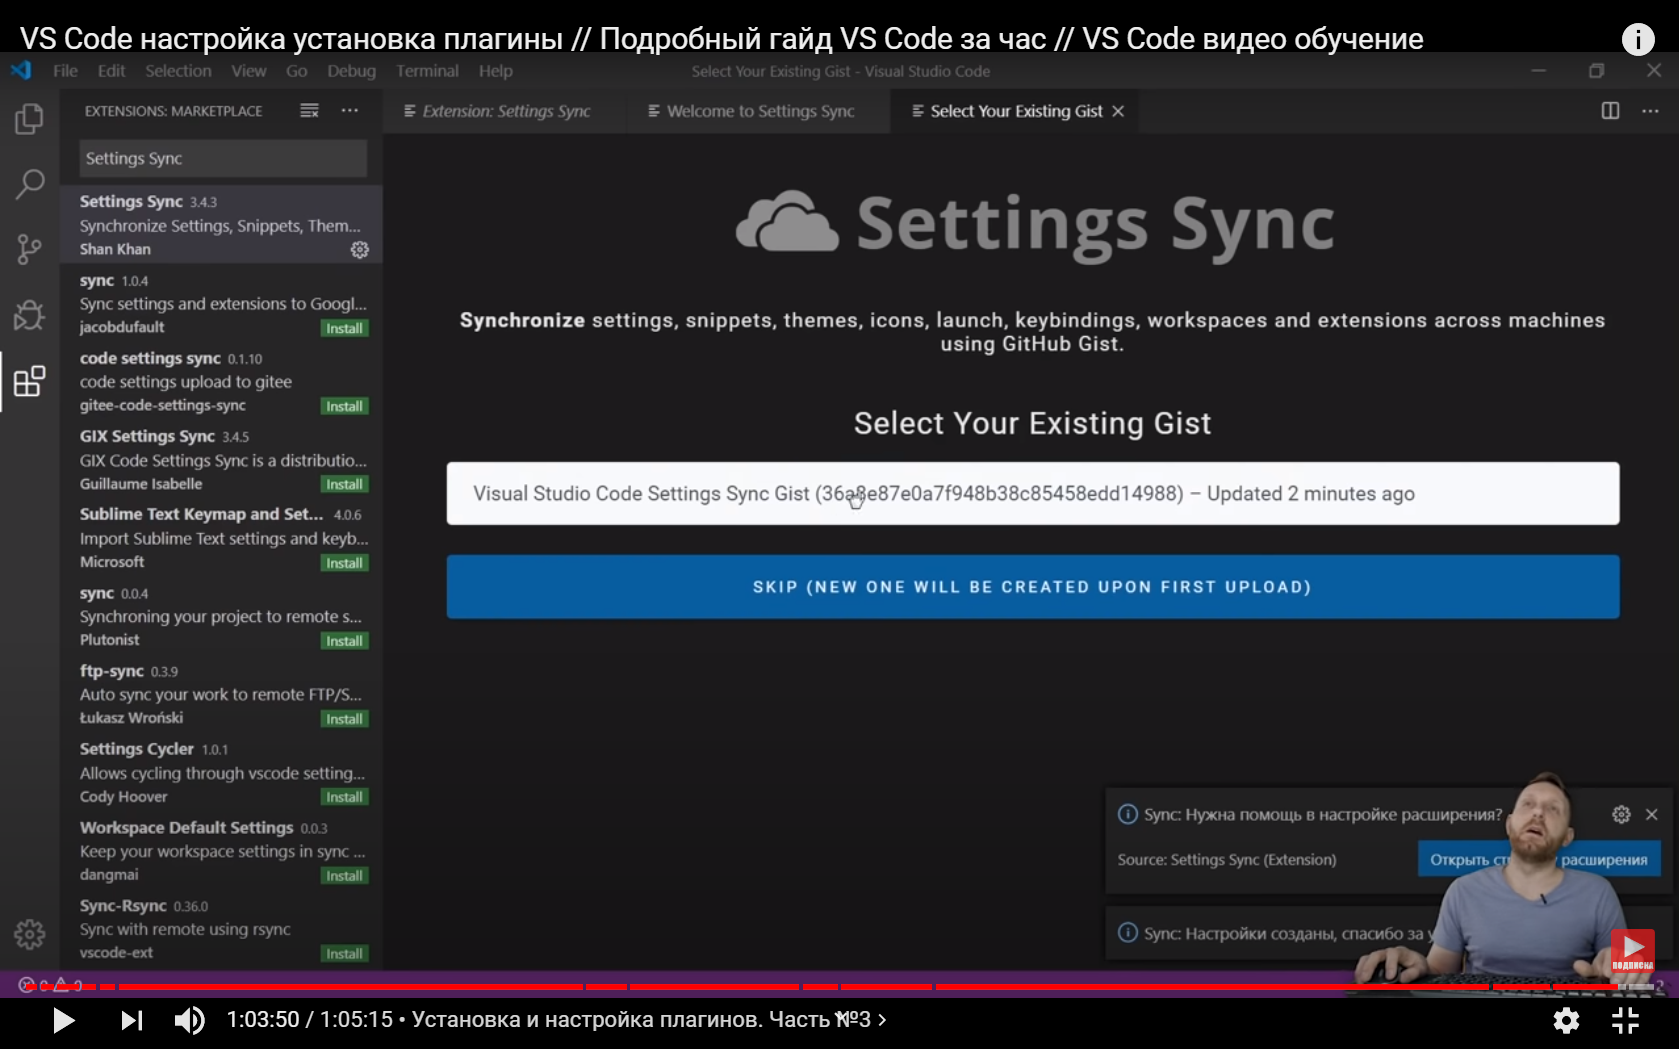 VS Code настройка установка плагины // Подробный гайд VS Code за час // VS Code видео обучение
File Edit Selection View Go Debug Terminal Help
Select Your Existing Gist - Visual Studio Code
EXTENSIONS: MARKETPLACE
Extension: Settings Sync
Welcome to Settings Sync
Select Your Existing Gist
Settings Sync
Settings Sync 3.4.3
Synchronize Settings, Snippets, Them...
Shan Khan
sync 1.0.4
Sync settings and extensions to Googl...
jacobdufault Install
code settings sync 0.1.10
code settings upload to gitee
gitee-code-settings-sync Install
GIX Settings Sync 3.4.5
GIX Code Settings Sync is a distributio...
Guillaume Isabelle Install
Sublime Text Keymap and Set... 4.0.6
Import Sublime Text settings and keyb...
Microsoft Install
sync 0.0.4
Synchroning your project to remote s...
Plutonist Install
ftp-sync 0.3.9
Auto sync your work to remote FTP/S...
Łukasz Wroński Install
Settings Cycler 1.0.1
Allows cycling through vscode setting...
Cody Hoover Install
Workspace Default Settings 0.0.3
Keep your workspace settings in sync ...
dangmai Install
Sync-Rsync 0.36.0
Sync with remote using rsync
vscode-ext Install
Settings Sync
Synchronize settings, snippets, themes, icons, launch, keybindings, workspaces and extensions across machines
using GitHub Gist.
Select Your Existing Gist
Visual Studio Code Settings Sync Gist (36a8e87e0a7f948b38c85458edd14988) – Updated 2 minutes ago
SKIP (NEW ONE WILL BE CREATED UPON FIRST UPLOAD)
Sync: Нужна помощь в настройке расширения?
Source: Settings Sync (Extension)
Открыть расширения
Sync: Настройки созданы, спасибо за
ПОДПИСКА
0 0
1:03:50 / 1:05:15 • Установка и настройка плагинов. Часть №3